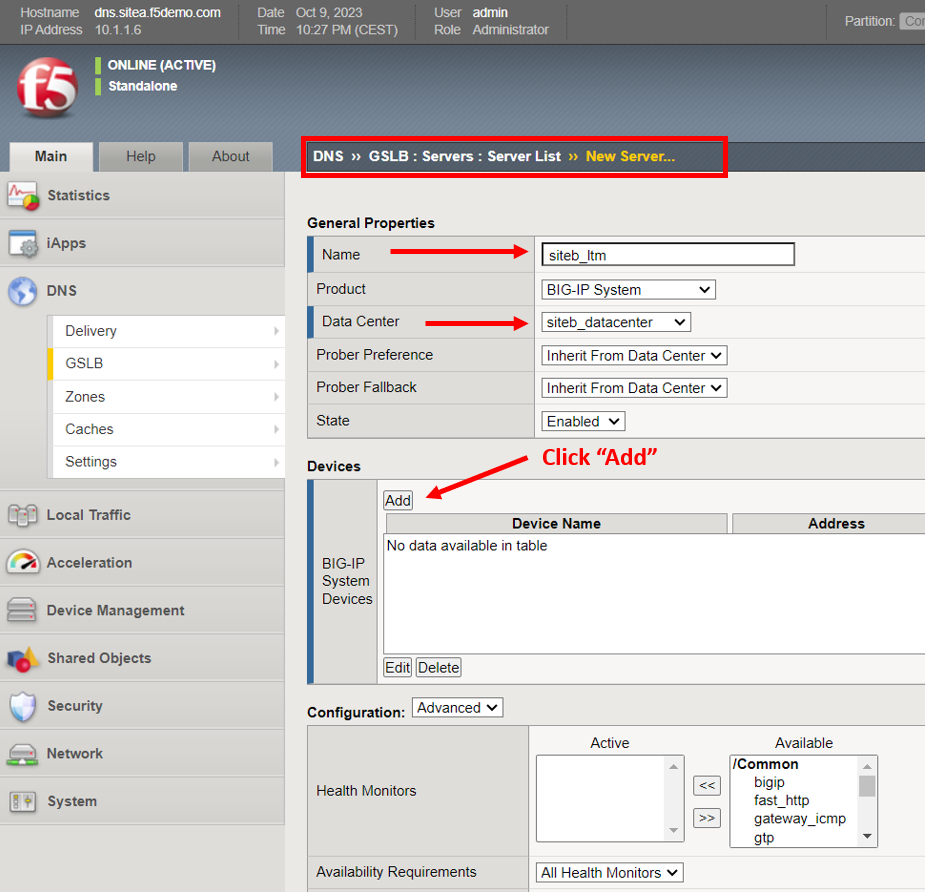 Hostname dns.sitea.f5demo.com Date Oct 9, 2023 User admin
IP Address 10.1.1.6 Time 10:27 PM (CEST) Role Administrator
Partition: Con
f5
ONLINE (ACTIVE)
Standalone
Main Help About
DNS ›› GSLB : Servers : Server List ›› New Server...
Statistics
iApps
DNS
Delivery
GSLB
Zones
Caches
Settings
Local Traffic
Acceleration
Device Management
Shared Objects
Security
Network
System
General Properties
Name siteb_ltm
Product BIG-IP System
Data Center siteb_datacenter
Prober Preference Inherit From Data Center
Prober Fallback Inherit From Data Center
State Enabled
Click “Add”
Devices
Add
Device Name Address
No data available in table
BIG-IP
System
Devices
Edit Delete
Configuration: Advanced
Active Available
Health Monitors
<<
>>
/Common
bigip
fast_http
gateway_icmp
gtp
Availability Requirements All Health Monitors